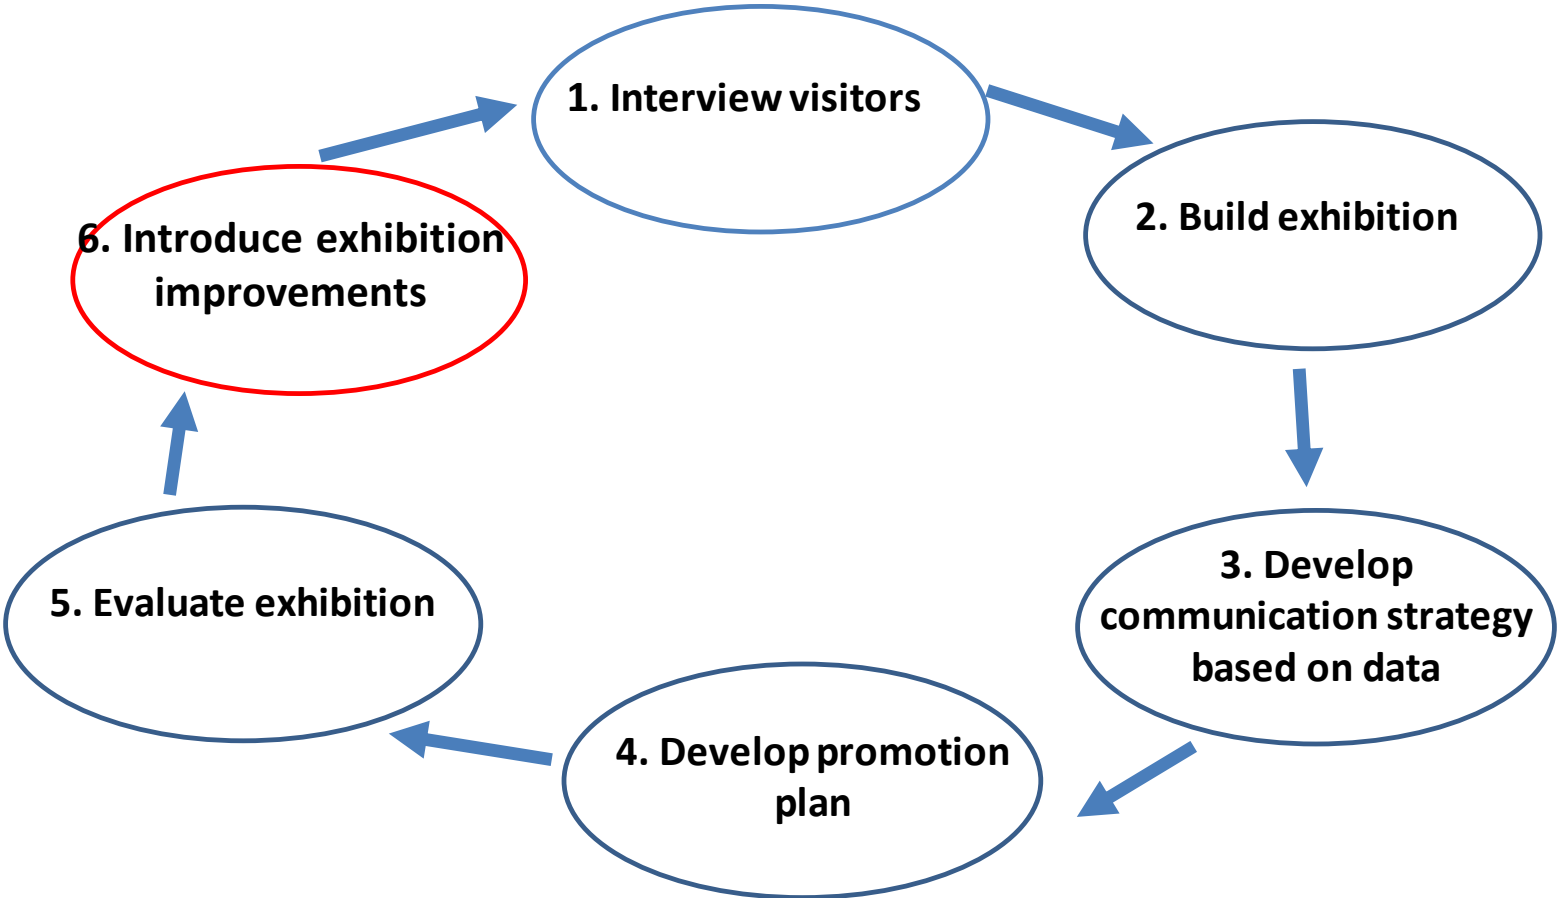 1. Interview visitors
2. Build exhibition
3. Develop
communication strategy
based on data
4. Develop promotion
plan
5. Evaluate exhibition
6. Introduce exhibition
improvements